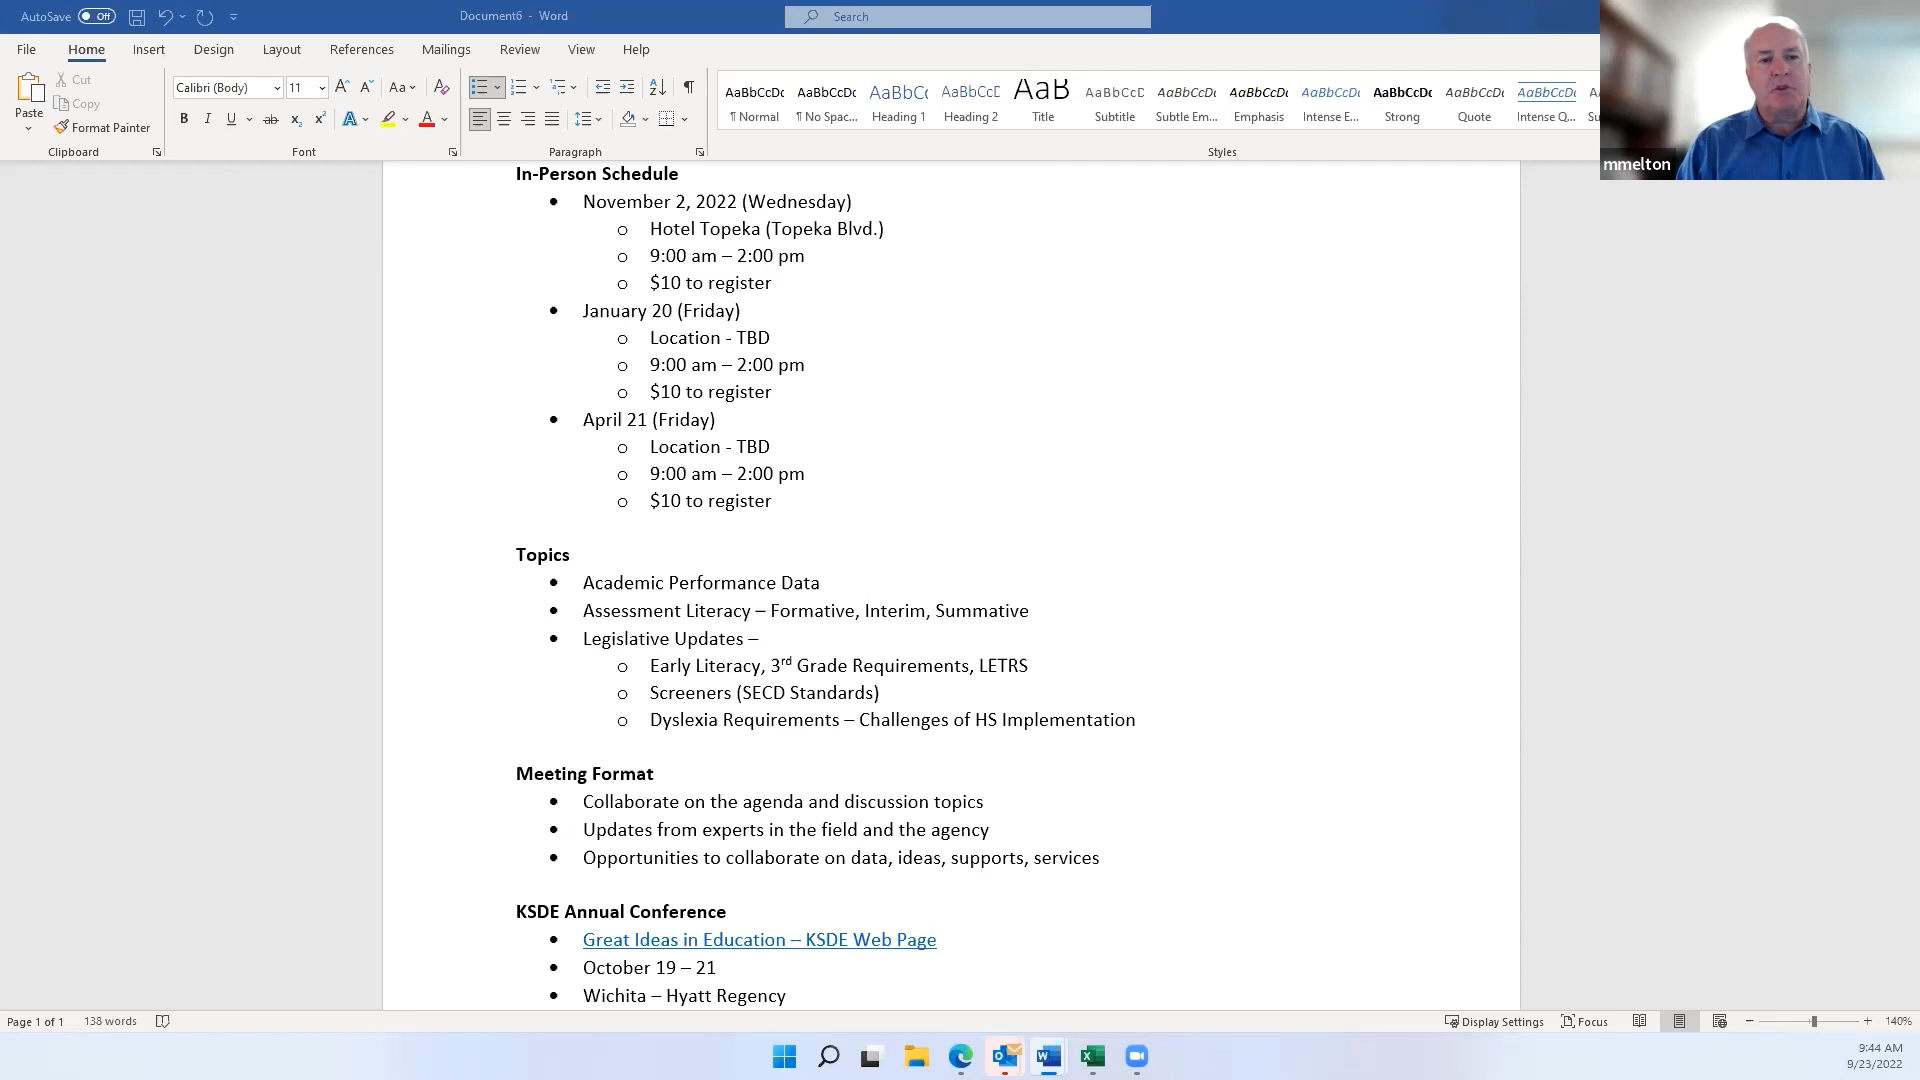 AutoSave Off
Document6 - Word
Search
File Home Insert Design Layout References Mailings Review View Help
Paste
Cut
Copy
Format Painter
Clipboard
Calibri (Body) 11
Font
Paragraph
AaBbCcDc AaBbCcDc AaBbCc AaBbCcD AaB AaBbCcD AaBbCcDc AaBbCcDc AaBbCcDc AaBbCcDc AaBbCcDc AaBbCcDc
¶ Normal ¶ No Spac... Heading 1 Heading 2 Title Subtitle Subtle Em... Emphasis Intense E... Strong Quote Intense Q...
Styles
mmelton
In-Person Schedule
• November 2, 2022 (Wednesday)
o Hotel Topeka (Topeka Blvd.)
o 9:00 am – 2:00 pm
o $10 to register
• January 20 (Friday)
o Location - TBD
o 9:00 am – 2:00 pm
o $10 to register
• April 21 (Friday)
o Location - TBD
o 9:00 am – 2:00 pm
o $10 to register
Topics
• Academic Performance Data
• Assessment Literacy – Formative, Interim, Summative
• Legislative Updates –
o Early Literacy, 3rd Grade Requirements, LETRS
o Screeners (SECD Standards)
o Dyslexia Requirements – Challenges of HS Implementation
Meeting Format
• Collaborate on the agenda and discussion topics
• Updates from experts in the field and the agency
• Opportunities to collaborate on data, ideas, supports, services
KSDE Annual Conference
• Great Ideas in Education – KSDE Web Page
• October 19 – 21
• Wichita – Hyatt Regency
Page 1 of 1 138 words
Display Settings Focus 140%
9:44 AM
9/23/2022